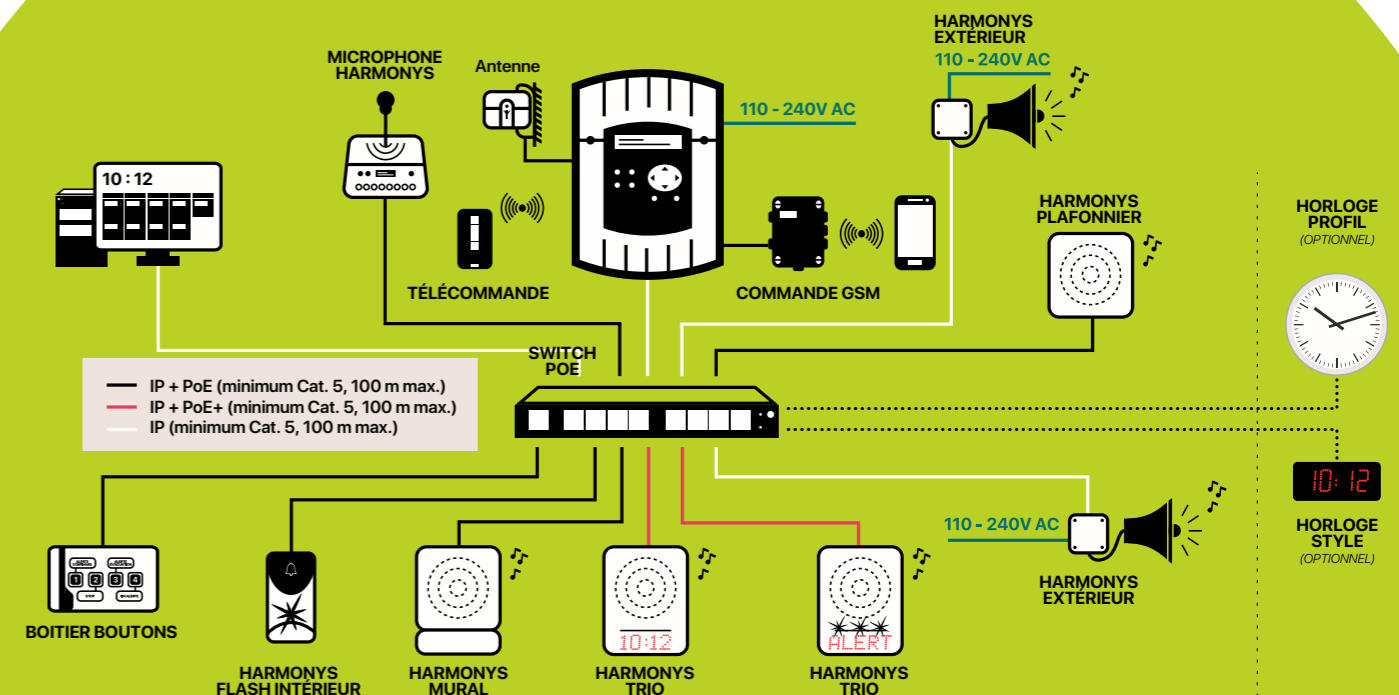 HARMONYS
EXTÉRIEUR
110 - 240V AC
MICROPHONE
HARMONYS
Antenne
110 - 240V AC
10 : 12
HARMONYS
PLAFONNIER
HORLOGE
PROFIL
(OPTIONNEL)
TÉLÉCOMMANDE
COMMANDE GSM
SWITCH
POE
IP + PoE (minimum Cat. 5, 100 m max.)
IP + PoE+ (minimum Cat. 5, 100 m max.)
IP (minimum Cat. 5, 100 m max.)
10:12
110 - 240V AC
HORLOGE
STYLE
(OPTIONNEL)
1 2 3 4
STOP
BOITIER BOUTONS
10:12
ALERT
HARMONYS
EXTÉRIEUR
HARMONYS
FLASH INTÉRIEUR
HARMONYS
MURAL
HARMONYS
TRIO
HARMONYS
TRIO